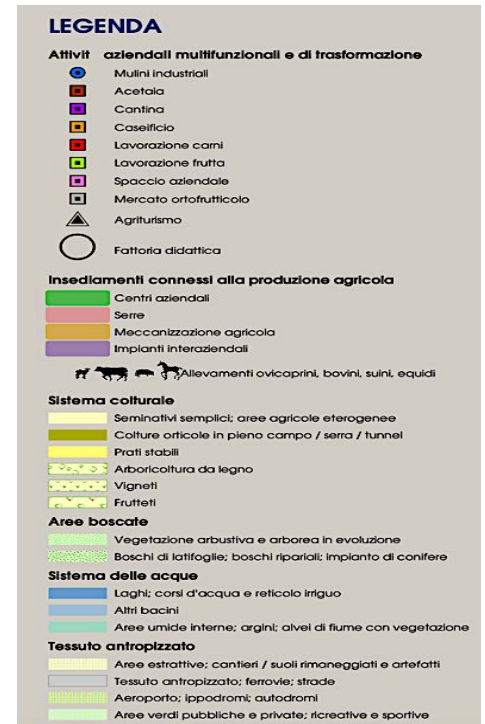 LEGENDA
Attivit aziendali multifunzionali e di trasformazione
Mulini industriali
Acetaia
Cantina
Caseificio
Lavorazione carni
Lavorazione frutta
Spaccio aziendale
Mercato ortofrutticolo
Agriturismo
Fattoria didattica
Insediamenti connessi alla produzione agricola
Centri aziendali
Serre
Meccanizzazione agricola
Impianti interaziendali
Allevamenti ovicaprini, bovini, suini, equidi
Sistema colturale
Seminativi semplici; aree agricole eterogenee
Colture orticole in pieno campo / serra / tunnel
Prati stabili
Arboricoltura da legno
Vigneti
Frutteti
Aree boscate
Vegetazione arbustiva e arborea in evoluzione
Boschi di latifoglie; boschi ripariali; impianto di conifere
Sistema delle acque
Laghi; corsi d'acqua e reticolo irriguo
Altri bacini
Aree umide interne; argini; alvei di fiume con vegetazione
Tessuto antropizzato
Aree estrattive; cantieri / suoli rimaneggiati e artefatti
Tessuto antropizzato; ferrovie; strade
Aeroporto; ippodromi; autodromi
Aree verdi pubbliche e private; ricreative e sportive